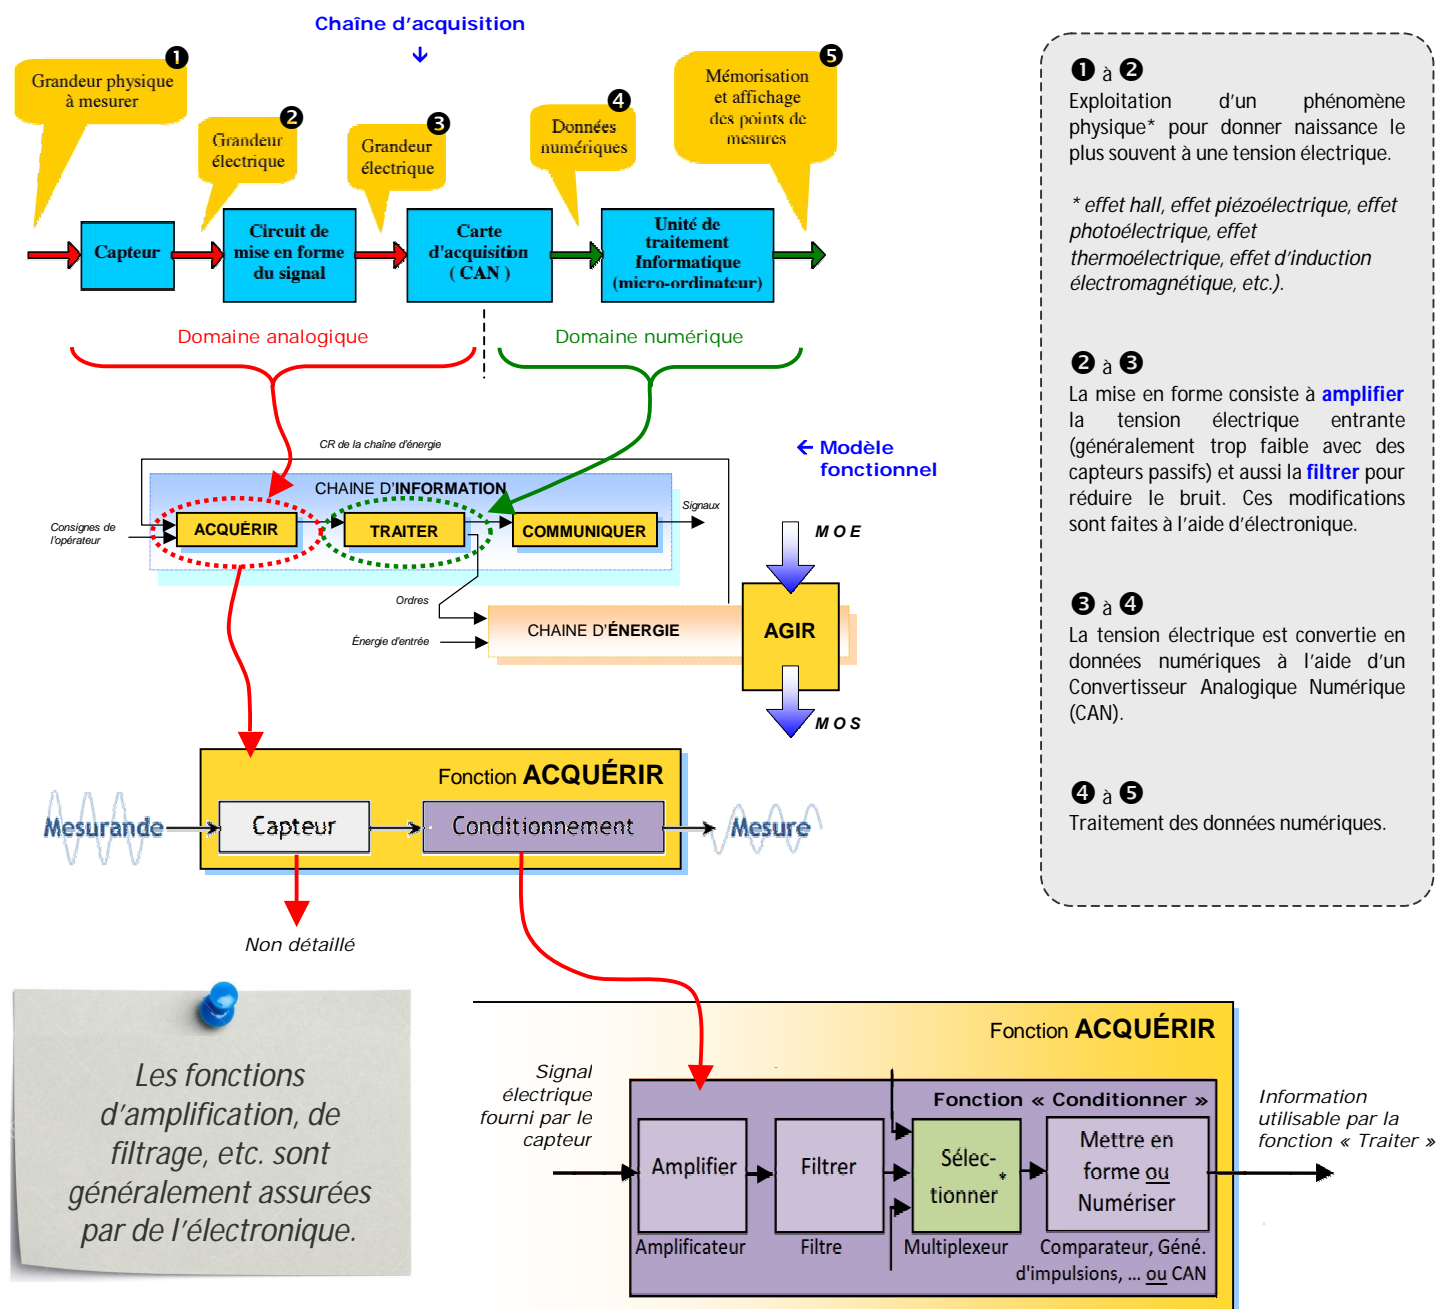 Chaîne d'acquisition
❶
Grandeur physique
à mesurer
❷
Grandeur
électrique
❸
Grandeur
électrique
❹
Données
numériques
❺
Mémorisation
et affichage
des points de
mesures
Capteur
Circuit de
mise en forme
du signal
Carte
d'acquisition
( CAN )
Unité de
traitement
Informatique
(micro-ordinateur)
Domaine analogique
Domaine numérique
CR de la chaîne d'énergie
Modèle
fonctionnel
CHAINE D'INFORMATION
Consignes de
l'opérateur
ACQUÉRIR
TRAITER
COMMUNIQUER
Signaux
M O E
Ordres
Énergie d'entrée
CHAINE D'ÉNERGIE
AGIR
M O S
Fonction ACQUÉRIR
Mesurande
Capteur
Conditionnement
Mesure
Non détaillé
❶ à ❷
Exploitation d'un phénomène
physique* pour donner naissance le
plus souvent à une tension électrique.
* effet hall, effet piézoélectrique, effet
photoélectrique, effet
thermoélectrique, effet d'induction
électromagnétique, etc.).
❷ à ❸
La mise en forme consiste à amplifier
la tension électrique entrante
(généralement trop faible avec des
capteurs passifs) et aussi la filtrer pour
réduire le bruit. Ces modifications
sont faites à l'aide d'électronique.
❸ à ❹
La tension électrique est convertie en
données numériques à l'aide d'un
Convertisseur Analogique Numérique
(CAN).
❹ à ❺
Traitement des données numériques.
Les fonctions
d'amplification, de
filtrage, etc. sont
généralement assurées
par de l'électronique.
Fonction ACQUÉRIR
Signal
électrique
fourni par le
capteur
Fonction « Conditionner »
Amplifier
Filtrer
Sélec-
tionner *
Mettre en
forme ou
Numériser
Amplificateur
Filtre
Multiplexeur
Comparateur, Géné.
d'impulsions, ... ou CAN
Information
utilisable par la
fonction « Traiter »